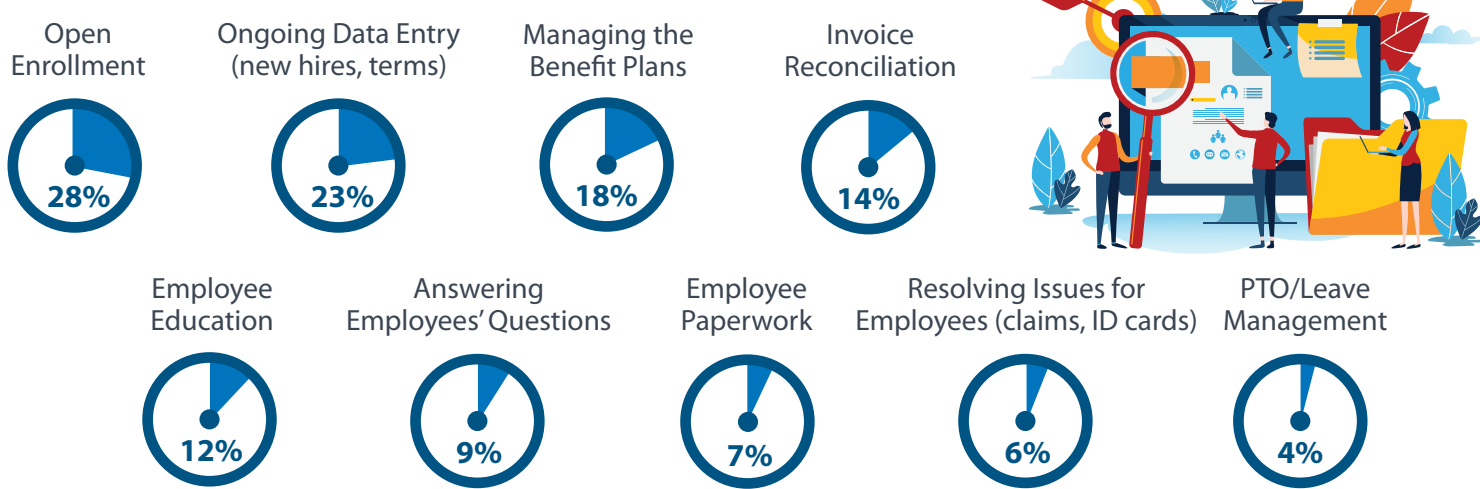 Open
Enrollment
28%
Ongoing Data Entry
(new hires, terms)
23%
Managing the
Benefit Plans
18%
Invoice
Reconciliation
14%
Employee
Education
12%
Answering
Employees’ Questions
9%
Employee
Paperwork
7%
Resolving Issues for
Employees (claims, ID cards)
6%
PTO/Leave
Management
4%